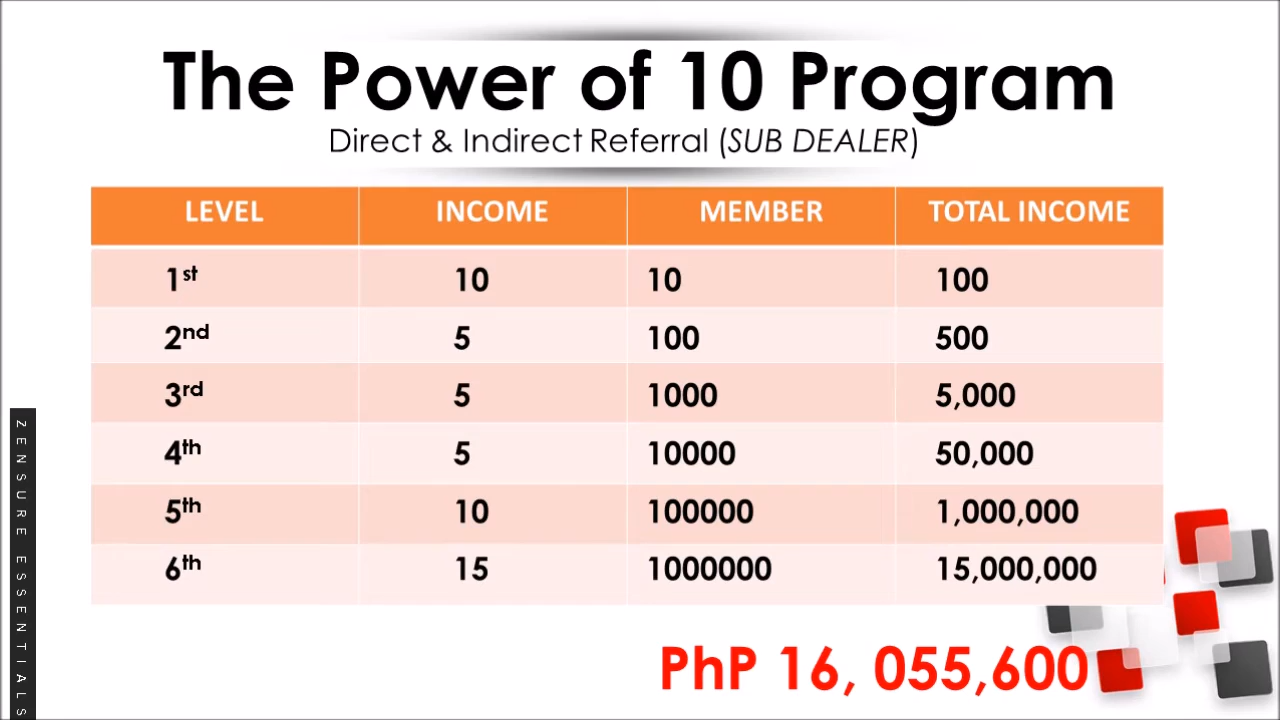 The Power of 10 Program
Direct & Indirect Referral (SUB DEALER)
LEVEL INCOME MEMBER TOTAL INCOME
1st 10 10 100
2nd 5 100 500
3rd 5 1000 5,000
4th 5 10000 50,000
5th 10 100000 1,000,000
6th 15 1000000 15,000,000
PhP 16, 055,600
ZENSURE ESSENTIALS